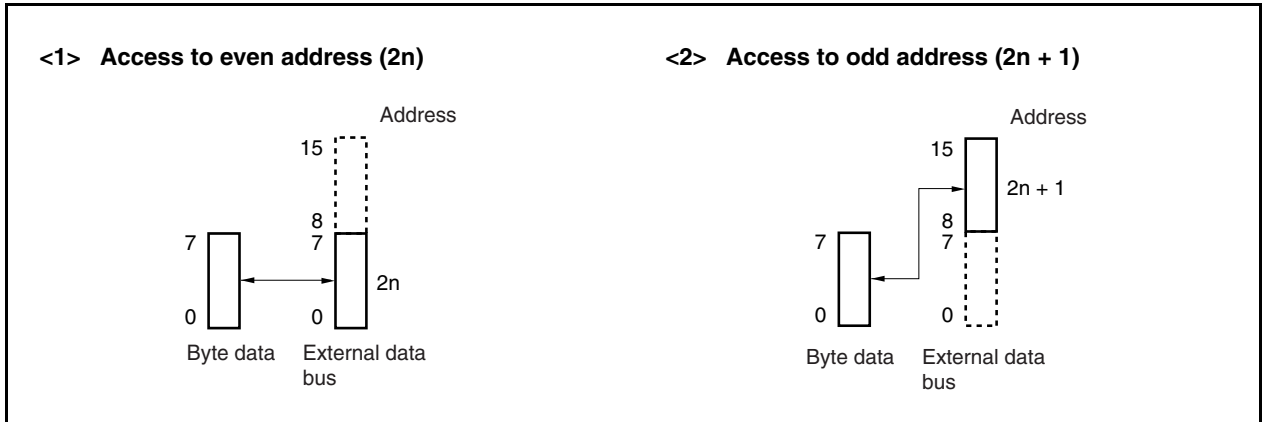 <1> Access to even address (2n)
Address
15
8
7
7
2n
0
0
Byte data
External data
bus
<2> Access to odd address (2n + 1)
Address
15
2n + 1
8
7
7
0
0
Byte data
External data
bus